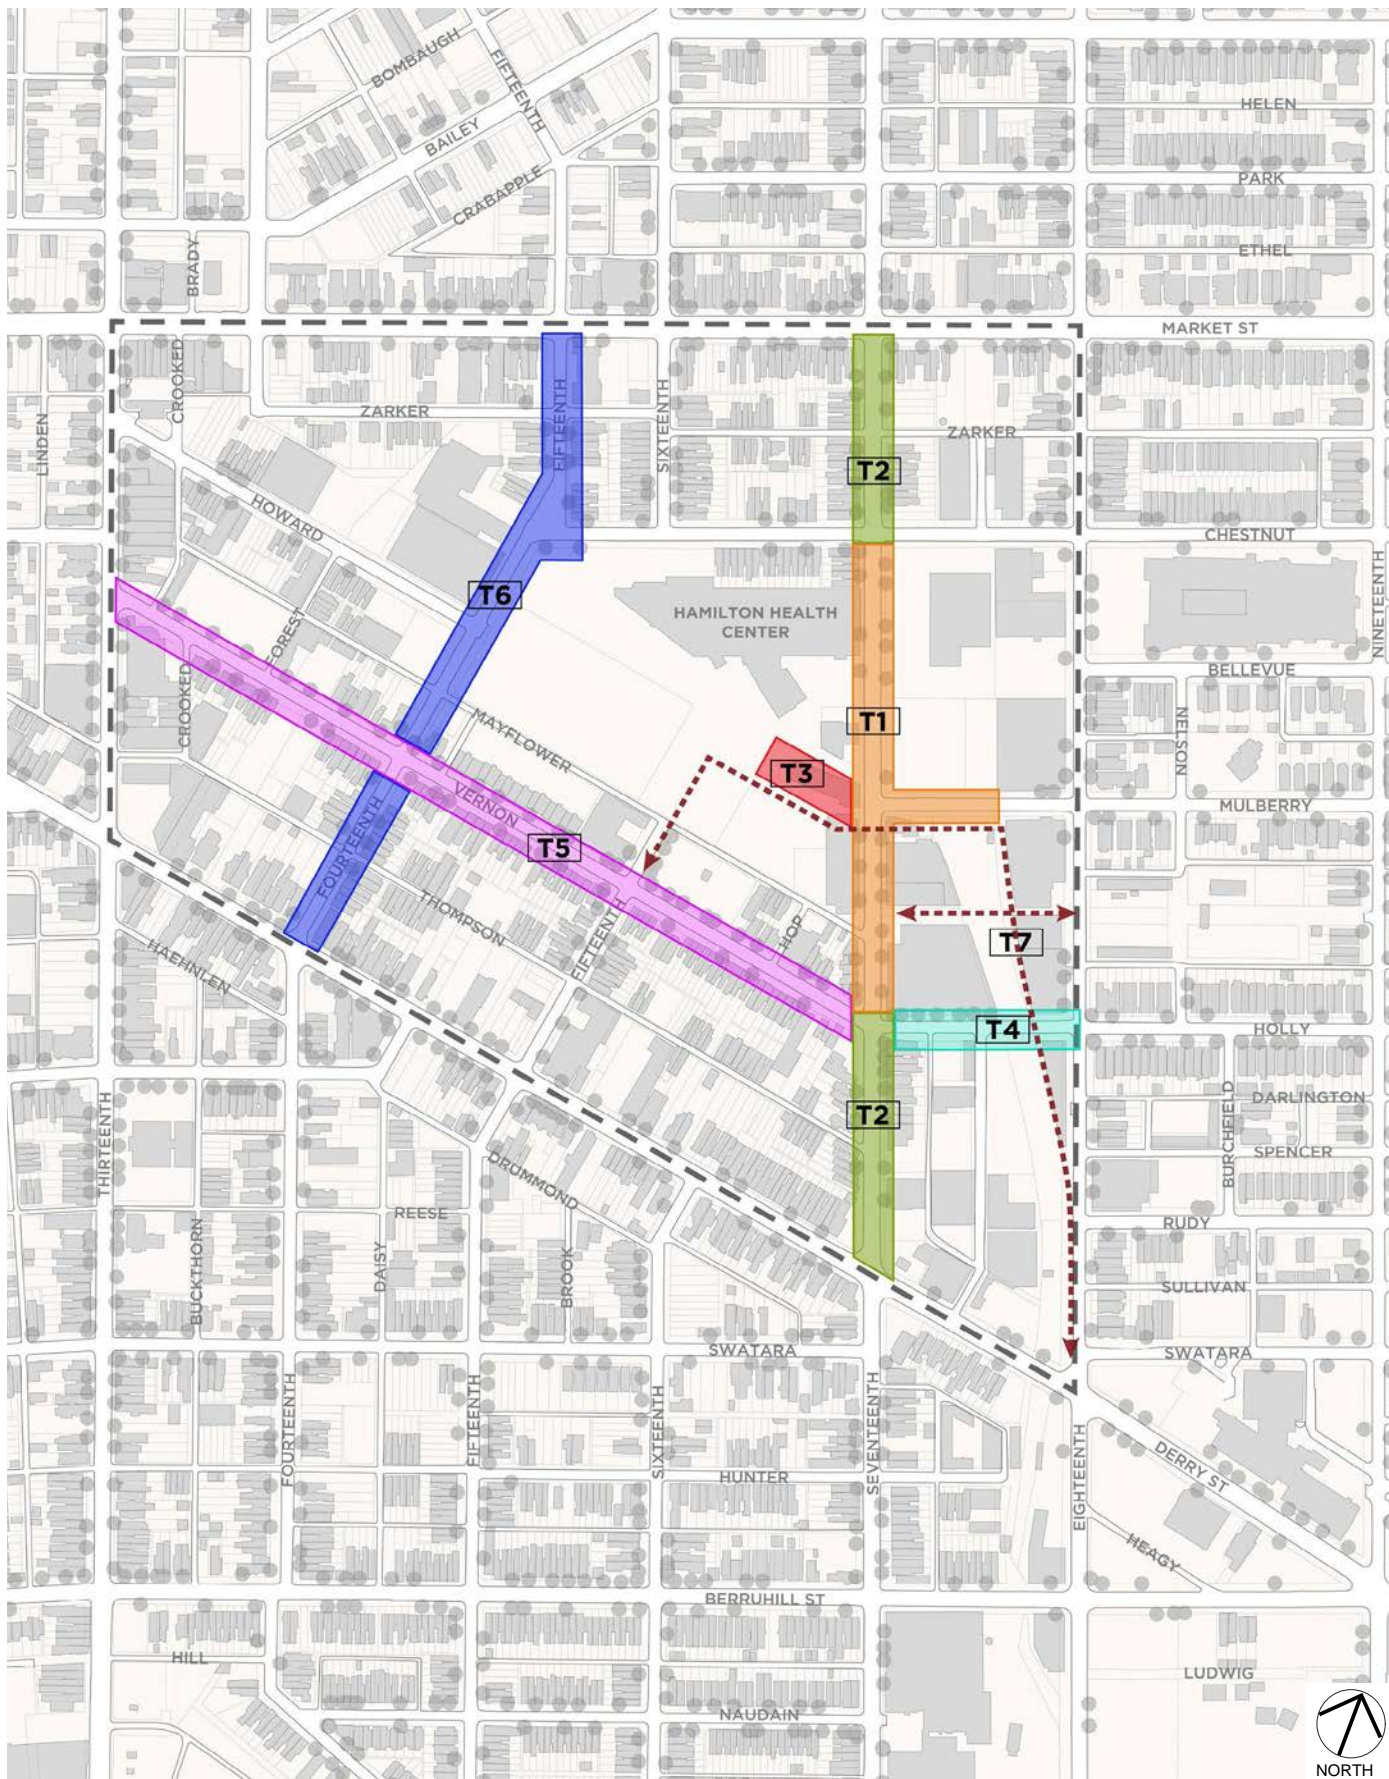 BOMBAUGH
FIFTEENTH
BAILEY
CRABAPPLE
HELEN
PARK
ETHEL
BRADY
MARKET ST
LINDEN
CROOKED
ZARKER
FIFTEENTH
SIXTEENTH
ZARKER
T2
HOWARD
CHESTNUT
NINETEENTH
T6
HAMILTON HEALTH
CENTER
FOREST
CROOKED
BELLEVUE
NELSON
T1
MAYFLOWER
T3
MULBERRY
VERNON
FOURTEENTH
T5
THOMPSON
FIFTEENTH
HOP
T7
HAEHNLEN
T4
HOLLY
T2
DARLINGTON
BURCHFIELD
SPENCER
THIRTEENTH
DRUMMOND
REESE
RUDY
BUCKTHORN
DAISY
BROOK
SULLIVAN
SWATARA
SWATARA
FOURTEENTH
FIFTEENTH
SIXTEENTH
SEVENTEENTH
EIGHTEENTH
HUNTER
DERRY ST
HEAGY
BERRUHILL ST
HILL
LUDWIG
NAUDAIN
NORTH